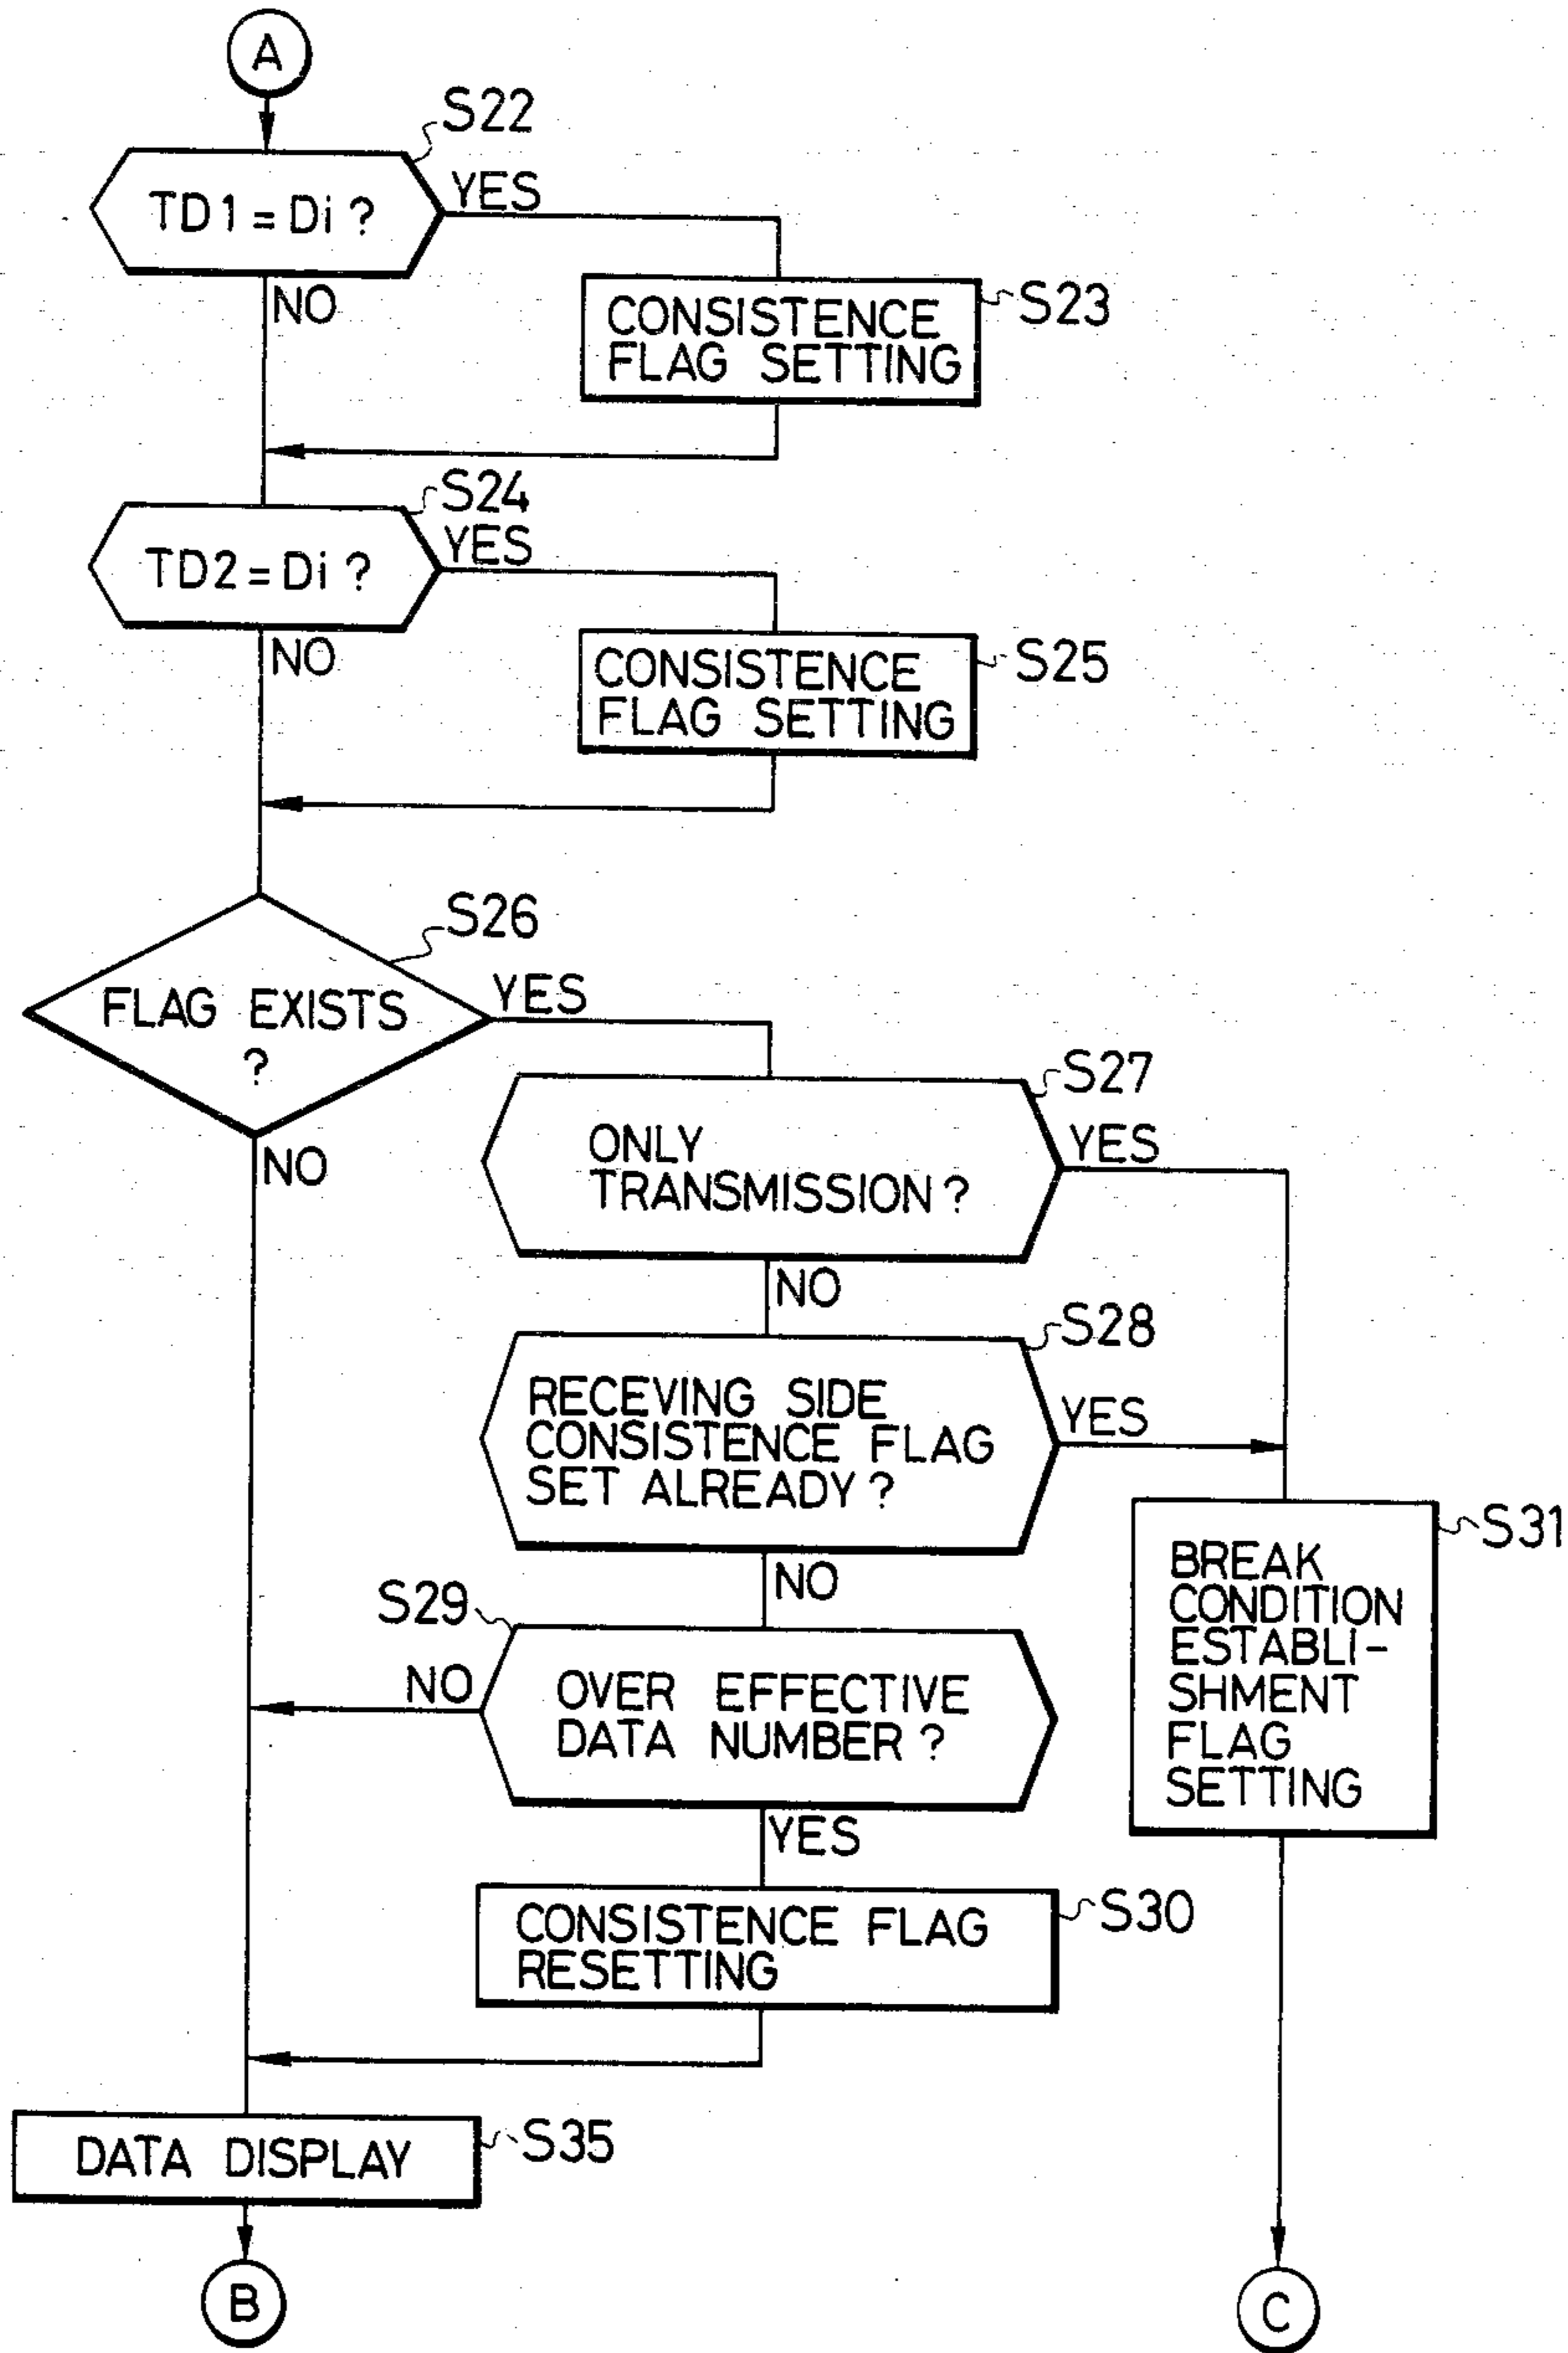 A
S22
TD1 = Di ?
YES
NO
CONSISTENCE
FLAG SETTING
S23
S24
TD2 = Di ?
YES
NO
CONSISTENCE
FLAG SETTING
S25
S26
FLAG EXISTS
?
YES
NO
S27
ONLY
TRANSMISSION ?
YES
NO
S28
RECEVING SIDE
CONSISTENCE FLAG
SET ALREADY ?
YES
NO
S29
OVER EFFECTIVE
DATA NUMBER ?
NO
YES
S31
BREAK
CONDITION
ESTABLI-
SHMENT
FLAG
SETTING
CONSISTENCE FLAG
RESETTING
S30
DATA DISPLAY
S35
B
C